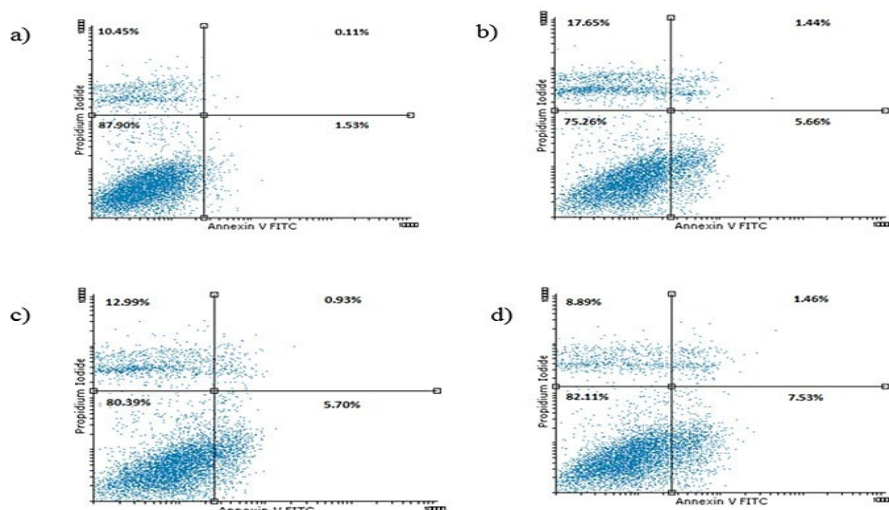 a)
10.45% 0.11%
Propidium Iodide
87.90% 1.53%
Annexin V FITC
b)
17.65% 1.44%
Propidium Iodide
75.26% 5.66%
Annexin V FITC
c)
12.99% 0.93%
Propidium Iodide
80.39% 5.70%
Annexin V FITC
d)
8.89% 1.46%
Propidium Iodide
82.11% 7.53%
Annexin V FITC